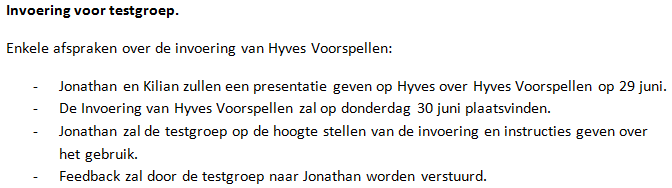 Invoering voor testgroep.
Enkele afspraken over de invoering van Hyves Voorspellen:
- Jonathan en Kilian zullen een presentatie geven op Hyves over Hyves Voorspellen op 29 juni.
- De Invoering van Hyves Voorspellen zal op donderdag 30 juni plaatsvinden.
- Jonathan zal de testgroep op de hoogte stellen van de invoering en instructies geven over
het gebruik.
- Feedback zal door de testgroep naar Jonathan worden verstuurd.